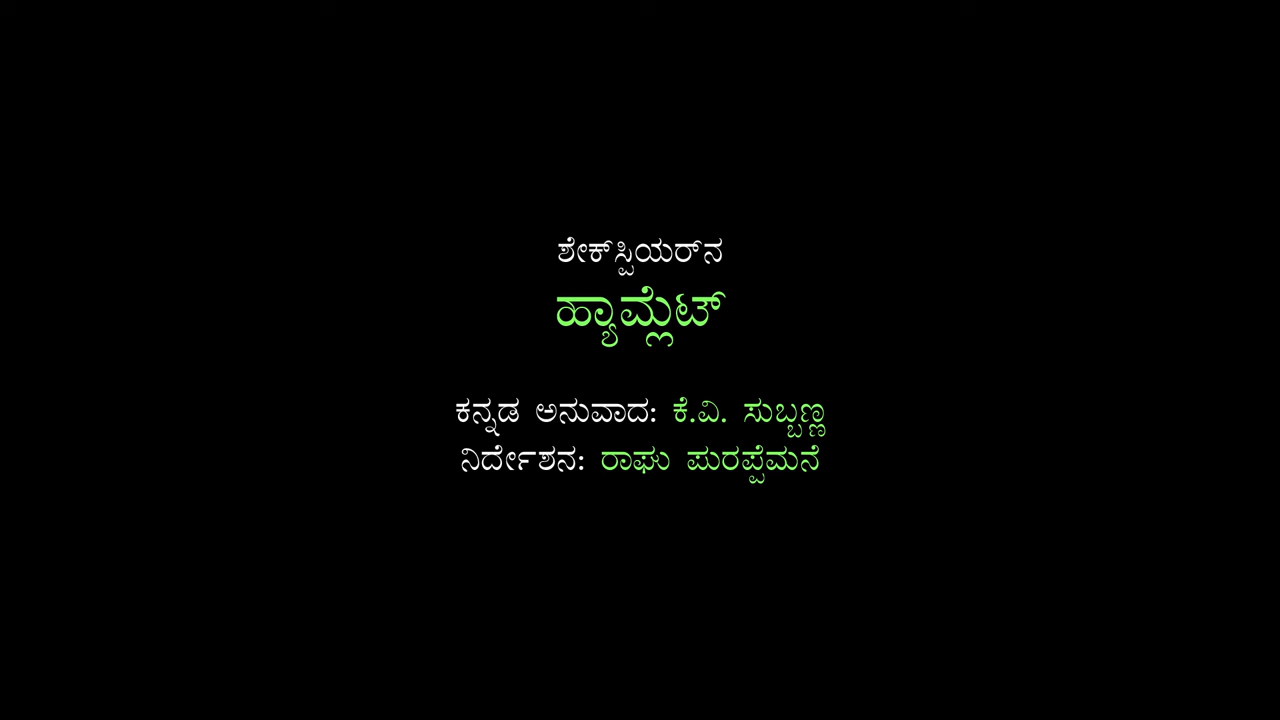 ಶೇಕ್‌ಸ್ಪಿಯರ್‌ನ
ಹ್ಯಾಮ್ಲೆಟ್
ಕನ್ನಡ ಅನುವಾದ: ಕೆ.ವಿ. ಸುಬ್ಬಣ್ಣ
ನಿರ್ದೇಶನ: ರಾಘು ಪುರಪ್ಪೆಮನೆ